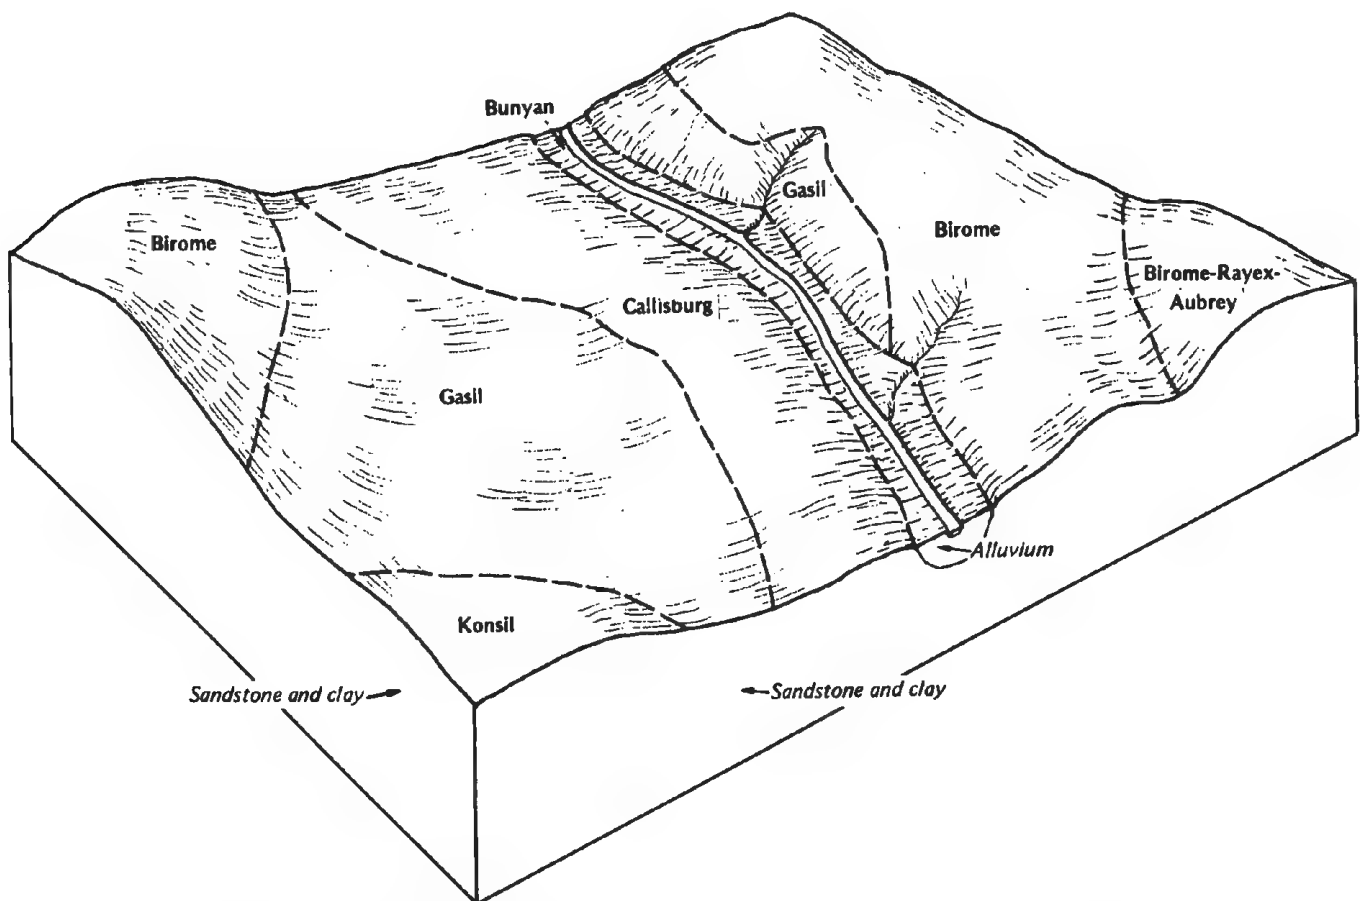 Bunyan
Gasil
Birome
Birome
Birome-Rayex-
Aubrey
Callisburg
Gasil
Alluvium
Konsil
Sandstone and clay
Sandstone and clay